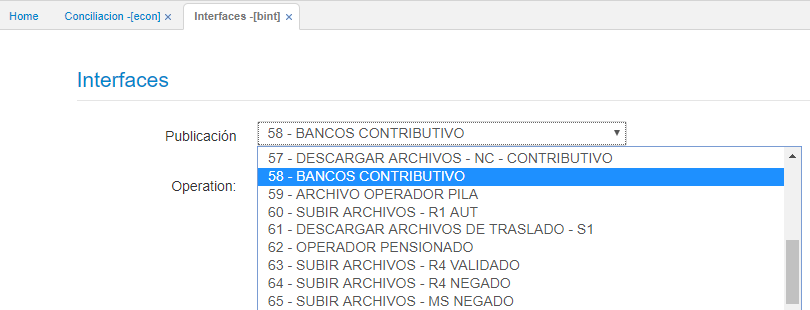 Home Conciliacion -[econ] × Interfaces -[bint] ×
Interfaces
Publicación 58 - BANCOS CONTRIBUTIVO
57 - DESCARGAR ARCHIVOS - NC - CONTRIBUTIVO
Operation: 58 - BANCOS CONTRIBUTIVO
59 - ARCHIVO OPERADOR PILA
60 - SUBIR ARCHIVOS - R1 AUT
61 - DESCARGAR ARCHIVOS DE TRASLADO - S1
62 - OPERADOR PENSIONADO
63 - SUBIR ARCHIVOS - R4 VALIDADO
64 - SUBIR ARCHIVOS - R4 NEGADO
65 - SUBIR ARCHIVOS - MS NEGADO